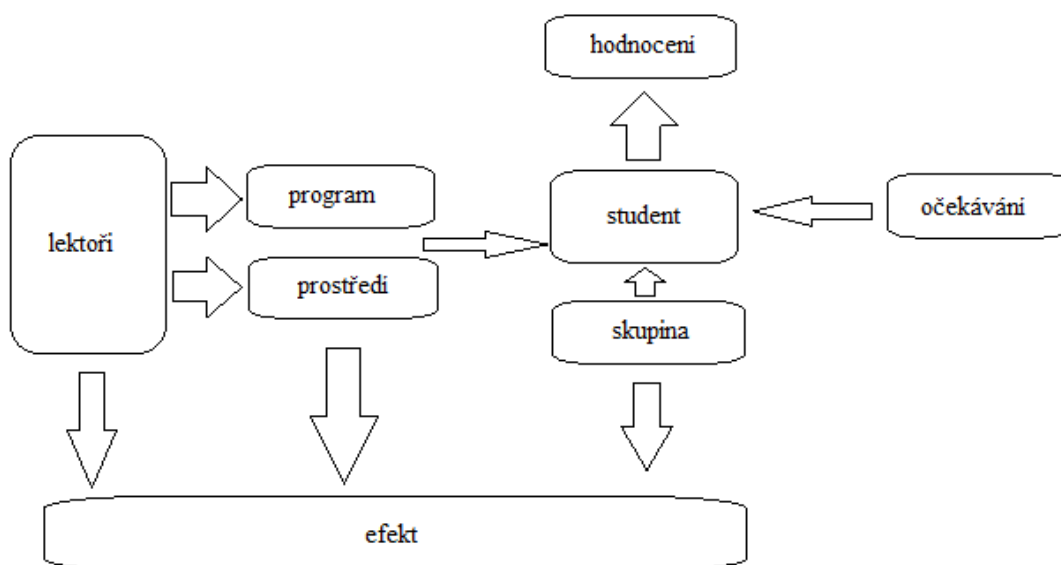 hodnocení
lektoři
program
student
očekávání
prostředí
skupina
efekt